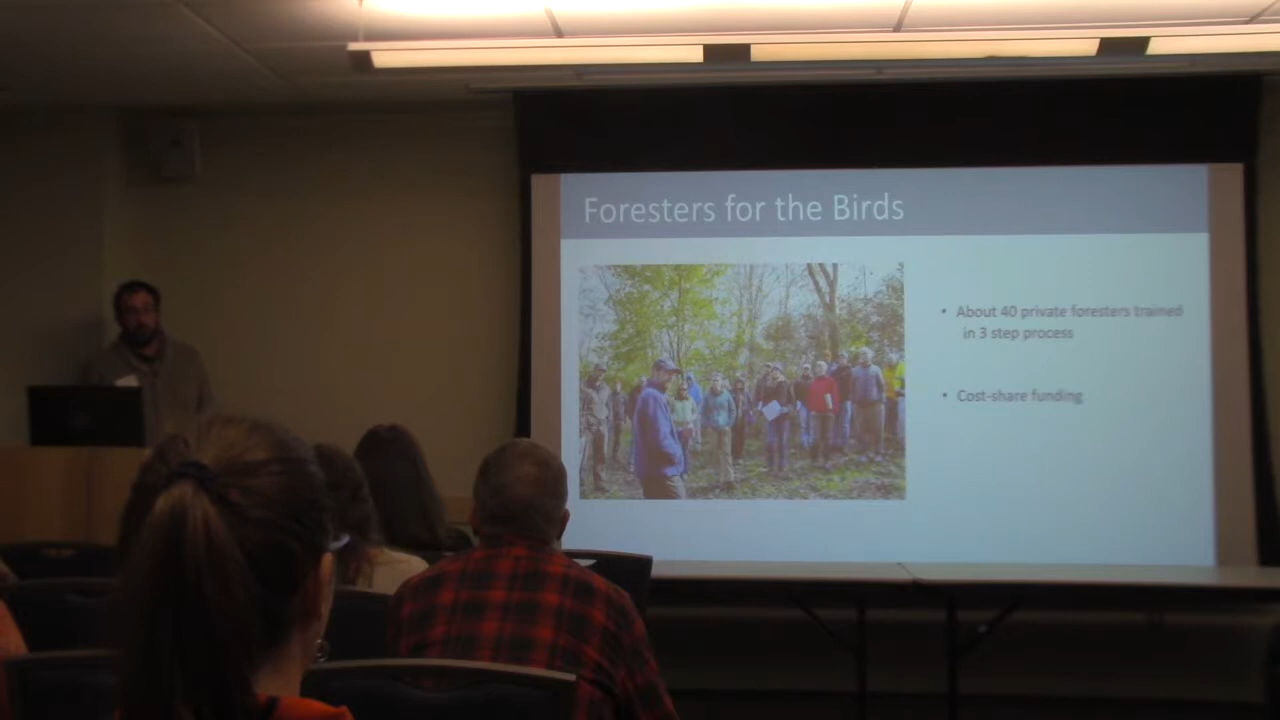 Foresters for the Birds
• About 40 private foresters trained
in 3 step process
• Cost-share funding